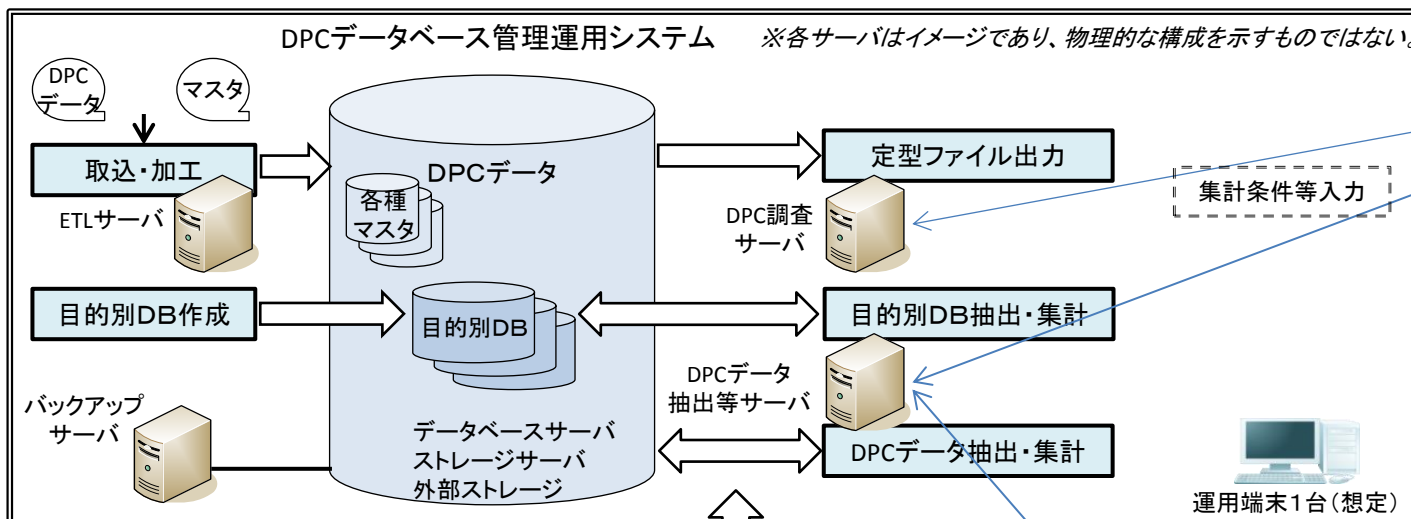 DPCデータベース管理運用システム
※各サーバはイメージであり、物理的な構成を示すものではない。
DPC
データ
マスタ
取込・加工
ETLサーバ
DPCデータ
各種
マスタ
定型ファイル出力
DPC調査
サーバ
集計条件等入力
目的別DB作成
目的別DB
目的別DB抽出・集計
DPCデータ
抽出等サーバ
バックアップ
サーバ
データベースサーバ
ストレージサーバ
外部ストレージ
DPCデータ抽出・集計
運用端末1台(想定)